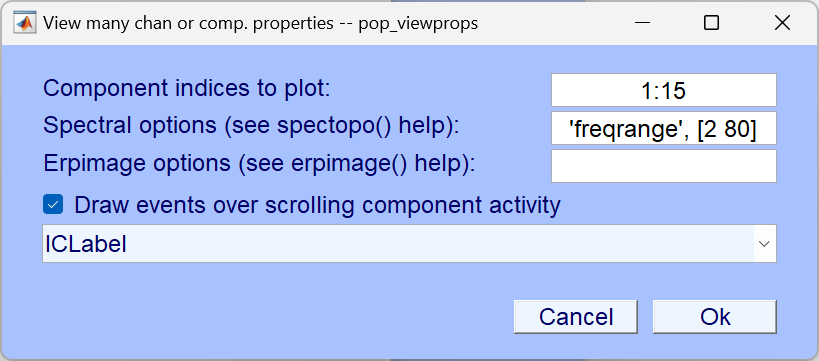 View many chan or comp. properties -- pop_viewprops
Component indices to plot: 1:15
Spectral options (see spectopo() help): 'freqrange', [2 80]
Erpimage options (see erpimage() help):
Draw events over scrolling component activity
ICLabel
Cancel Ok